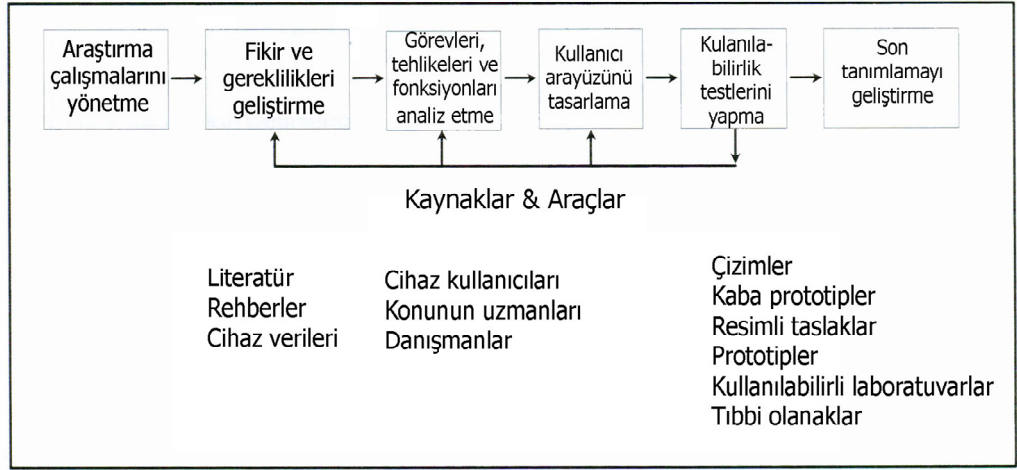 Araştırma
çalışmalarını
yönetme
Fikir ve
gereklilikleri
geliştirme
Görevleri,
tehlikeleri ve
fonksiyonları
analiz etme
Kullanıcı
arayüzünü
tasarlama
Kulanıla-
bilirlik
testlerini
yapma
Son
tanımlamayı
geliştirme
Kaynaklar & Araçlar
Literatür
Rehberler
Cihaz verileri
Cihaz kullanıcıları
Konunun uzmanları
Danışmanlar
Çizimler
Kaba prototipler
Resimli taslaklar
Prototipler
Kullanılabilirli laboratuvarlar
Tıbbi olanaklar